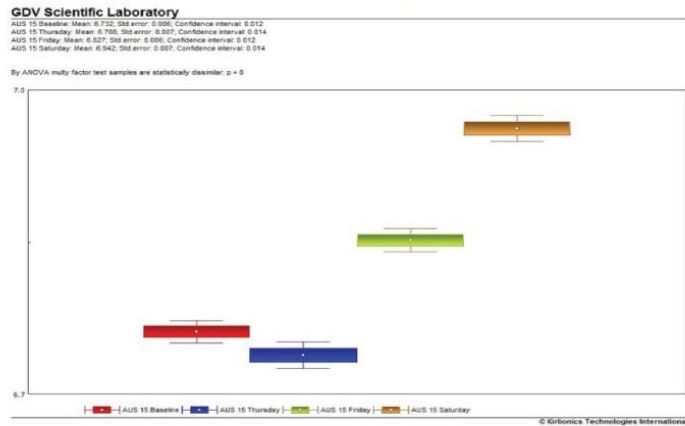 GDV Scientific Laboratory
AUS 15 Baseline: Mean: 6.732; Std.error: 0.006; Confidence interval: 0.012
AUS 15 Thursday: Mean: 6.708; Std.error: 0.007; Confidence interval: 0.014
AUS 15 Friday: Mean: 6.827; Std.error: 0.006; Confidence interval: 0.012
AUS 15 Saturday: Mean: 6.942; Std.error: 0.007; Confidence interval: 0.014
By ANOVA multy factor test samples are statistically dissimilar; p = 0
7.0
6.7
AUS 15 Baseline AUS 15 Thursday AUS 15 Friday AUS 15 Saturday
© Kirlionics Technologies Internationa